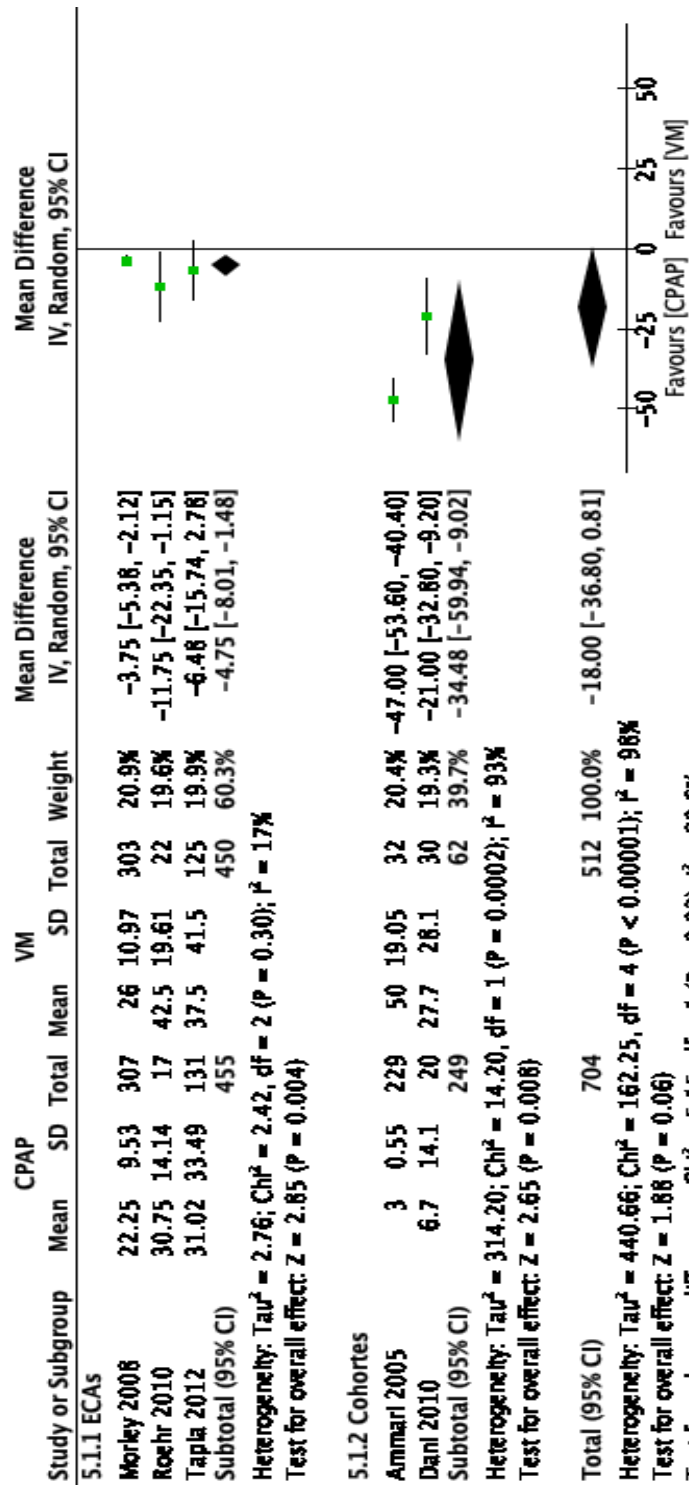 CPAP VM Mean Difference Mean Difference
Study or Subgroup Mean SD Total Mean SD Total Weight IV, Random, 95% CI IV, Random, 95% CI
5.1.1 ECAs
Morley 2008 22.25 9.53 307 26 10.97 303 20.9% −3.75 [−5.38, −2.12]
Roehr 2010 30.75 14.14 17 42.5 19.61 22 19.6% −11.75 [−22.35, −1.15]
Tapia 2012 31.02 33.49 131 37.5 41.5 125 19.9% −6.48 [−15.74, 2.78]
Subtotal (95% CI) 455 450 60.3% −4.75 [−8.01, −1.48]
Heterogeneity: Tau² = 2.76; Chi² = 2.42, df = 2 (P = 0.30); I² = 17%
Test for overall effect: Z = 2.85 (P = 0.004)
5.1.2 Cohortes
Ammari 2005 3 0.55 229 50 19.05 32 20.4% −47.00 [−53.60, −40.40]
Dani 2010 6.7 14.1 20 27.7 28.1 30 19.3% −21.00 [−32.80, −9.20]
Subtotal (95% CI) 249 62 39.7% −34.48 [−59.94, −9.02]
Heterogeneity: Tau² = 314.20; Chi² = 14.20, df = 1 (P = 0.0002); I² = 93%
Test for overall effect: Z = 2.65 (P = 0.008)
Total (95% CI) 704 512 100.0% −18.00 [−36.80, 0.81]
Heterogeneity: Tau² = 440.66; Chi² = 162.25, df = 4 (P < 0.00001); I² = 98%
Test for overall effect: Z = 1.88 (P = 0.06)
−50 −25 0 25 50
Favours [CPAP] Favours [VM]